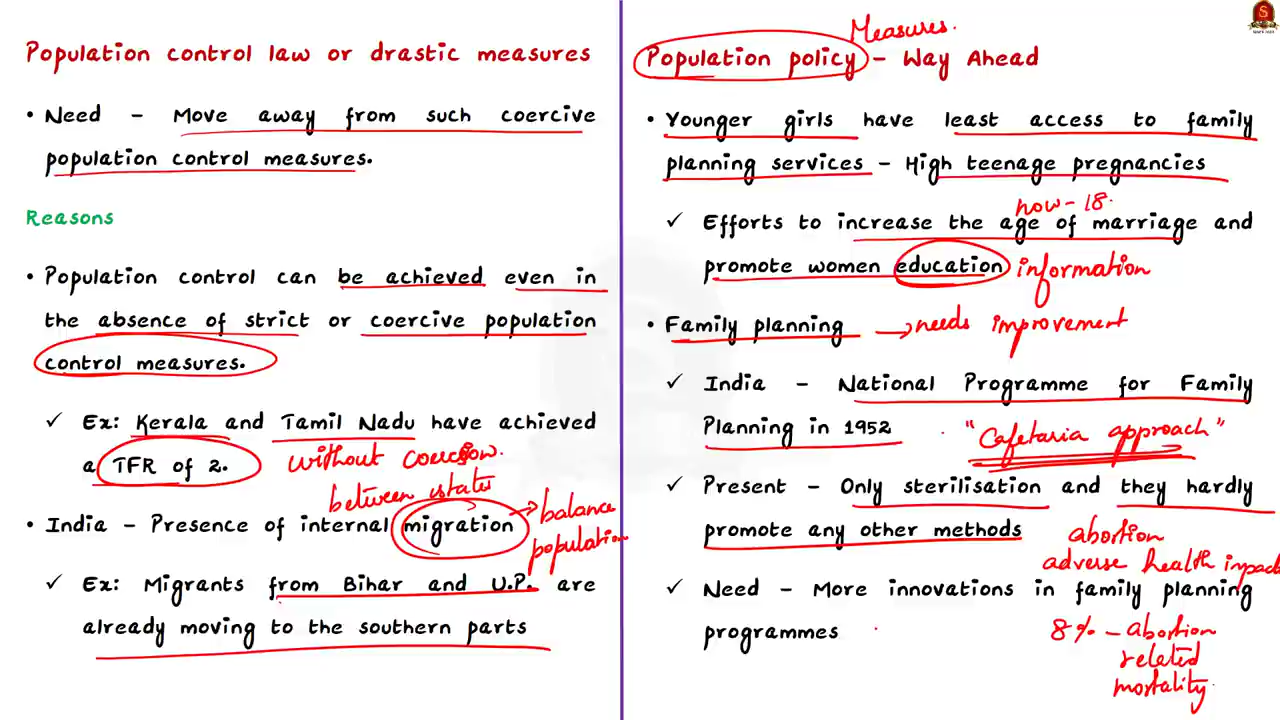 Population control law or drastic measures
• Need – Move away from such coercive
population control measures.
Reasons
• Population control can be achieved even in
the absence of strict or coercive population
control measures.
✓ Ex: Kerala and Tamil Nadu have achieved
a TFR of 2. without coercion.
between states
• India – Presence of internal migration → balance
population
✓ Ex: Migrants from Bihar and U.P. are
already moving to the southern parts
Measures.
Population policy – Way Ahead
• Younger girls have least access to family
planning services – High teenage pregnancies
now – 18.
✓ Efforts to increase the age of marriage and
promote women education information
• Family planning → needs improvement
✓ India – National Programme for Family
Planning in 1952 . "Cafetaria approach"
✓ Present – Only sterilisation and they hardly
promote any other methods abortion
adverse health impact
✓ Need – More innovations in family planning
programmes 8% – abortion
related
mortality